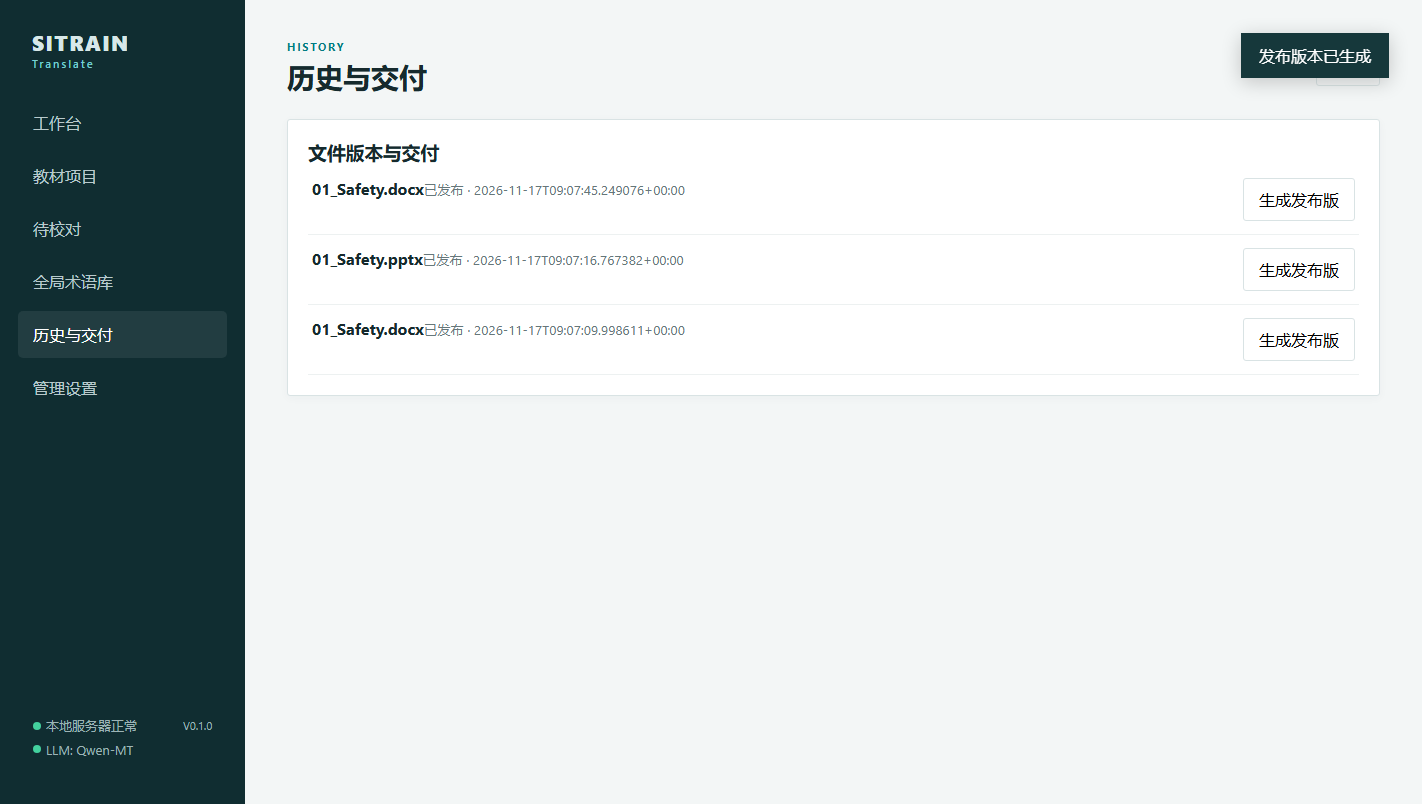 SITRAIN
Translate
工作台
教材项目
待校对
全局术语库
历史与交付
管理设置
本地服务器正常 V0.1.0
LLM: Qwen-MT
HISTORY
历史与交付
发布版本已生成
文件版本与交付
01_Safety.docx已发布 · 2026-11-17T09:07:45.249076+00:00 生成发布版
01_Safety.pptx已发布 · 2026-11-17T09:07:16.767382+00:00 生成发布版
01_Safety.docx已发布 · 2026-11-17T09:07:09.998611+00:00 生成发布版